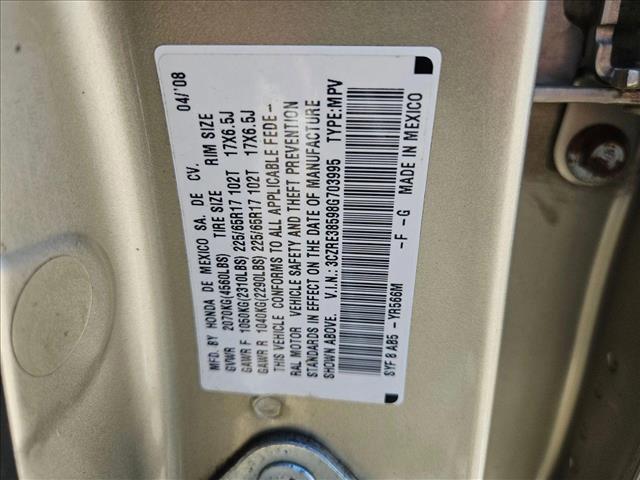 MFD. BY HONDA DE MEXICO SA. DE CV. 04/'08
GVWR 2070KG(4560LBS) TIRE SIZE RIM SIZE
GAWR F 1050KG(2310LBS) 225/65R17 102T 17X6.5J
GAWR R 1040KG(2290LBS) 225/65R17 102T 17X6.5J
THIS VEHICLE CONFORMS TO ALL APPLICABLE FEDE-
RAL MOTOR VEHICLE SAFETY AND THEFT PREVENTION
STANDARDS IN EFFECT ON THE DATE OF MANUFACTURE
SHOWN ABOVE. V.I.N.:3CZRE38598G703995 TYPE:MPV
SYF 8 AB5 -YR566M -F -G MADE IN MEXICO